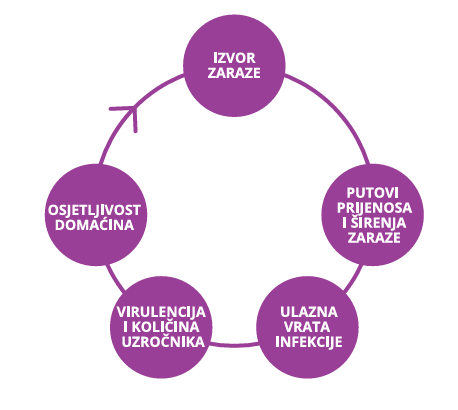 IZVOR
ZARAZE
PUTOVI
PRIJENOSA
I ŠIRENJA
ZARAZE
ULAZNA
VRATA
INFEKCIJE
VIRULENCIJA
I KOLIČINA
UZROČNIKA
OSJETLJIVOST
DOMAĆINA